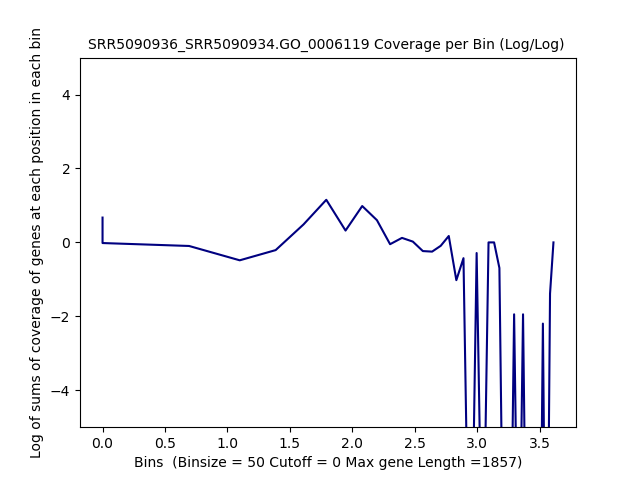 SRR5090936_SRR5090934.GO_0006119 Coverage per Bin (Log/Log)
Log of sums of coverage of genes at each position in each bin
4
2
0
−2
−4
0.0 0.5 1.0 1.5 2.0 2.5 3.0 3.5
Bins  (Binsize = 50 Cutoff = 0 Max gene Length =1857)